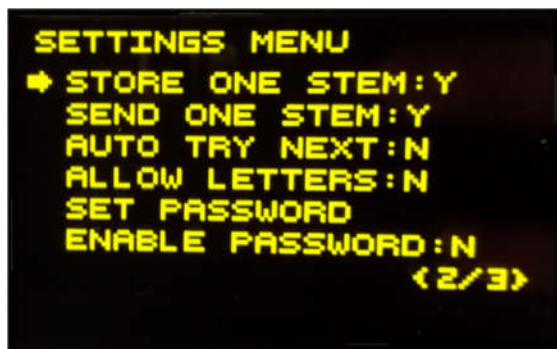 SETTINGS MENU
➡ STORE ONE STEM:Y
SEND ONE STEM:Y
AUTO TRY NEXT:N
ALLOW LETTERS:N
SET PASSWORD
ENABLE PASSWORD:N
<2/3>